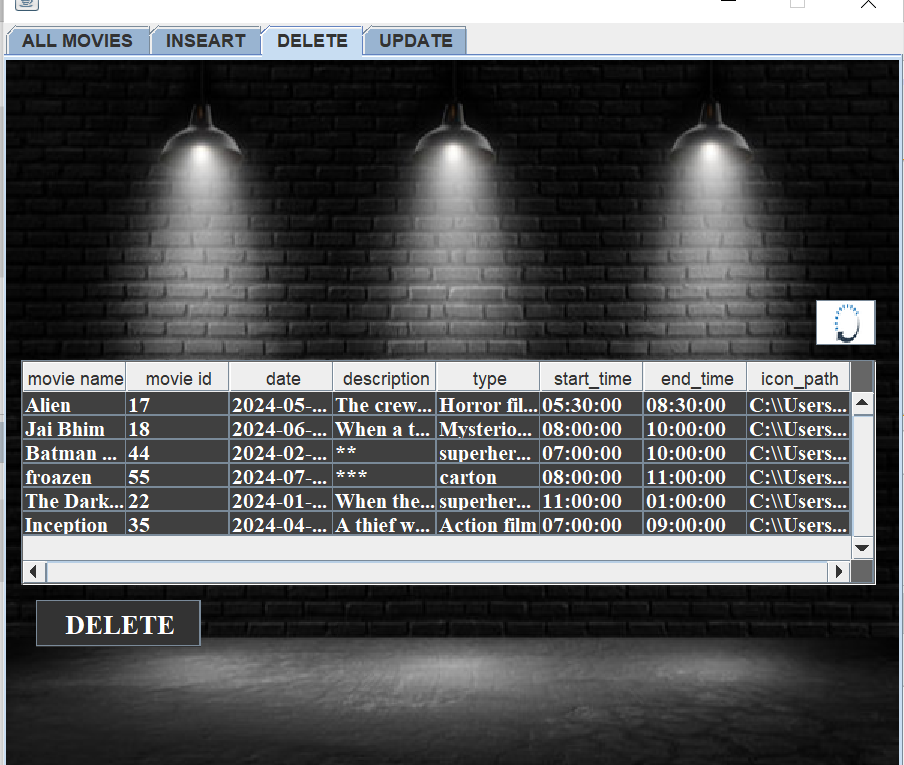 ALL MOVIES INSEART DELETE UPDATE
movie name movie id date description type start_time end_time icon_path
Alien 17 2024-05-... The crew... Horror fil... 05:30:00 08:30:00 C:\\Users...
Jai Bhim 18 2024-06-... When a t... Mysterio... 08:00:00 10:00:00 C:\\Users...
Batman ... 44 2024-02-... ** superher... 07:00:00 10:00:00 C:\\Users...
froazen 55 2024-07-... *** carton 08:00:00 11:00:00 C:\\Users...
The Dark... 22 2024-01-... When the... superher... 11:00:00 01:00:00 C:\\Users...
Inception 35 2024-04-... A thief w... Action film 07:00:00 09:00:00 C:\\Users...
DELETE